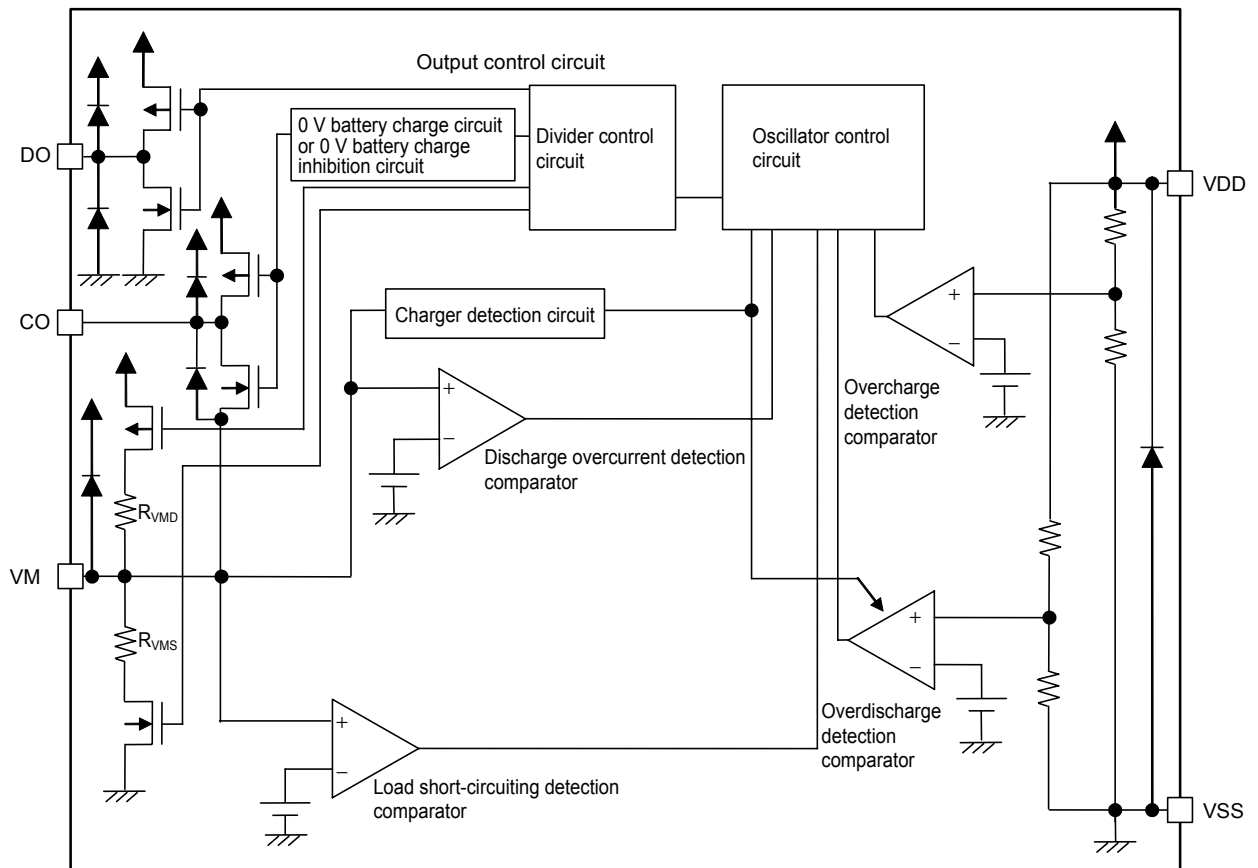 Output control circuit
0 V battery charge circuit
or 0 V battery charge
inhibition circuit
Divider control
circuit
Oscillator control
circuit
DO
VDD
CO
Charger detection circuit
+
−
Overcharge
detection
comparator
+
−
Discharge overcurrent detection
comparator
RVMD
VM
RVMS
+
−
Overdischarge
detection
comparator
+
−
Load short-circuiting detection
comparator
VSS